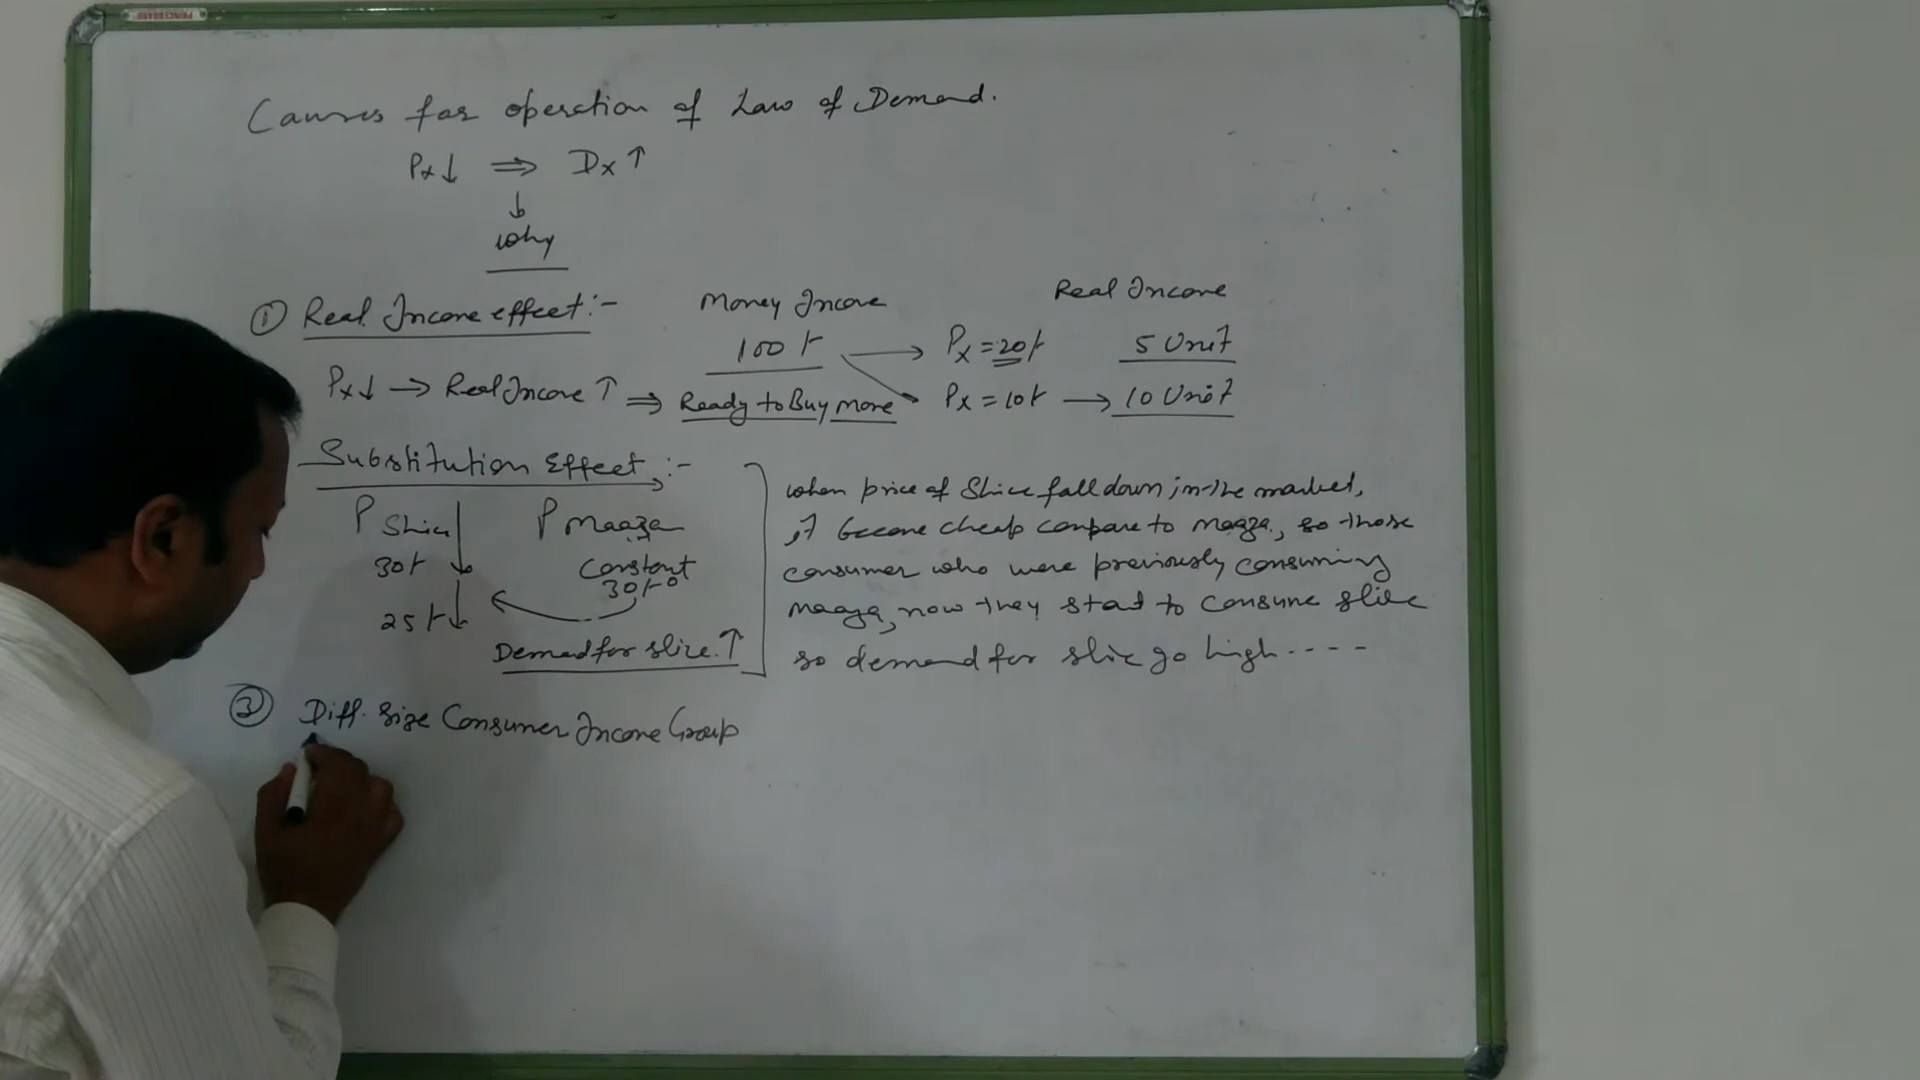 Causes for operation of Law of Demand.
Px↓ ⇒ Dx↑
↓
why
① Real Income effect:-
Money Income
Real Income
100/-
Px = 20/-
5 Unit
Px↓ → Real Income ↑ ⇒ Ready to Buy more
Px = 10/- → 10 Unit
Substitution Effect :-
P Slice ↓
P Maaza
30/-
Constant
30/-
25/- ↓
Demand for slice ↑
when price of Slice fall down in the market,
it become cheap compare to maaza, so those
consumer who were previously consuming
maaza, now they start to consume slice
so demand for slice go high ----
③ Diff. Size Consumer Income Group